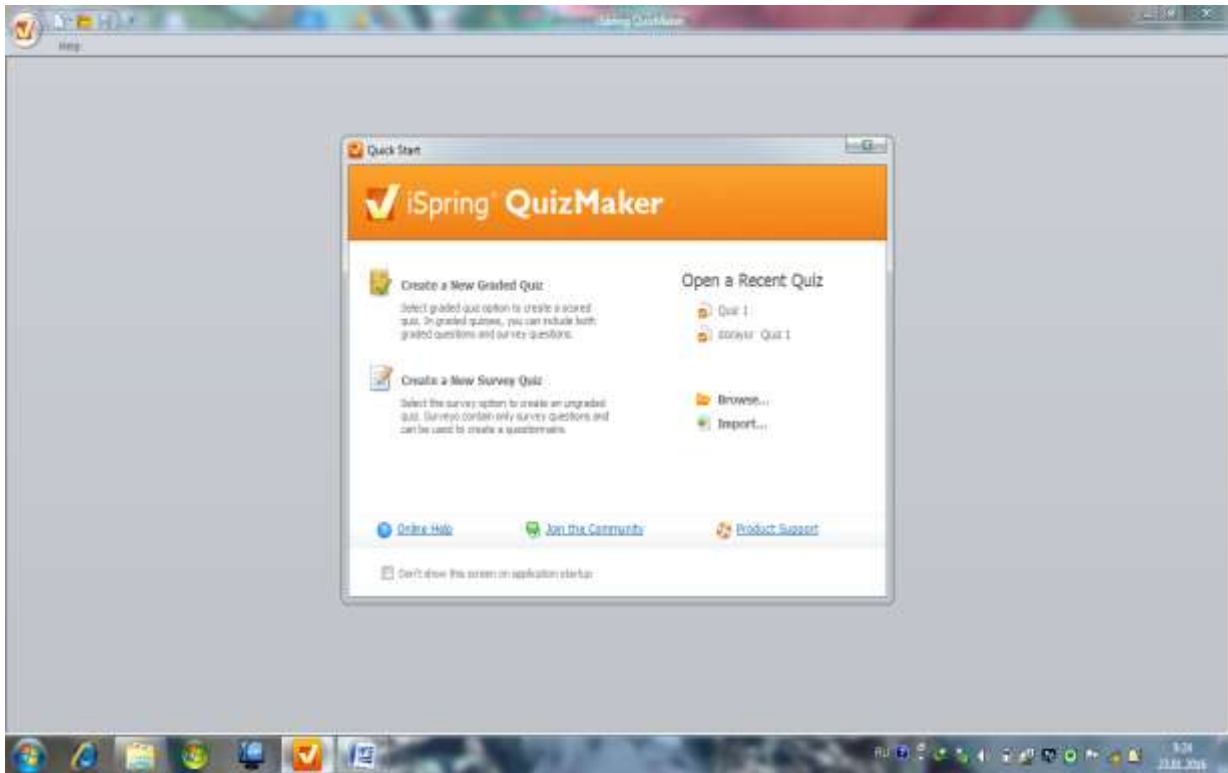 iSpring QuizMaker
Help
Quick Start
iSpring® QuizMaker
Create a New Graded Quiz
Select graded quiz option to create a scored
quiz. In graded quizzes, you can include both
graded questions and survey questions.
Create a New Survey Quiz
Select the survey option to create an ungraded
quiz. Surveys contain only survey questions and
can be used to create a questionnaire.
Open a Recent Quiz
Quiz 1
Quiz 1
Browse...
Import...
Online Help
Join the Community
Product Support
Don't show this screen on application startup
RU